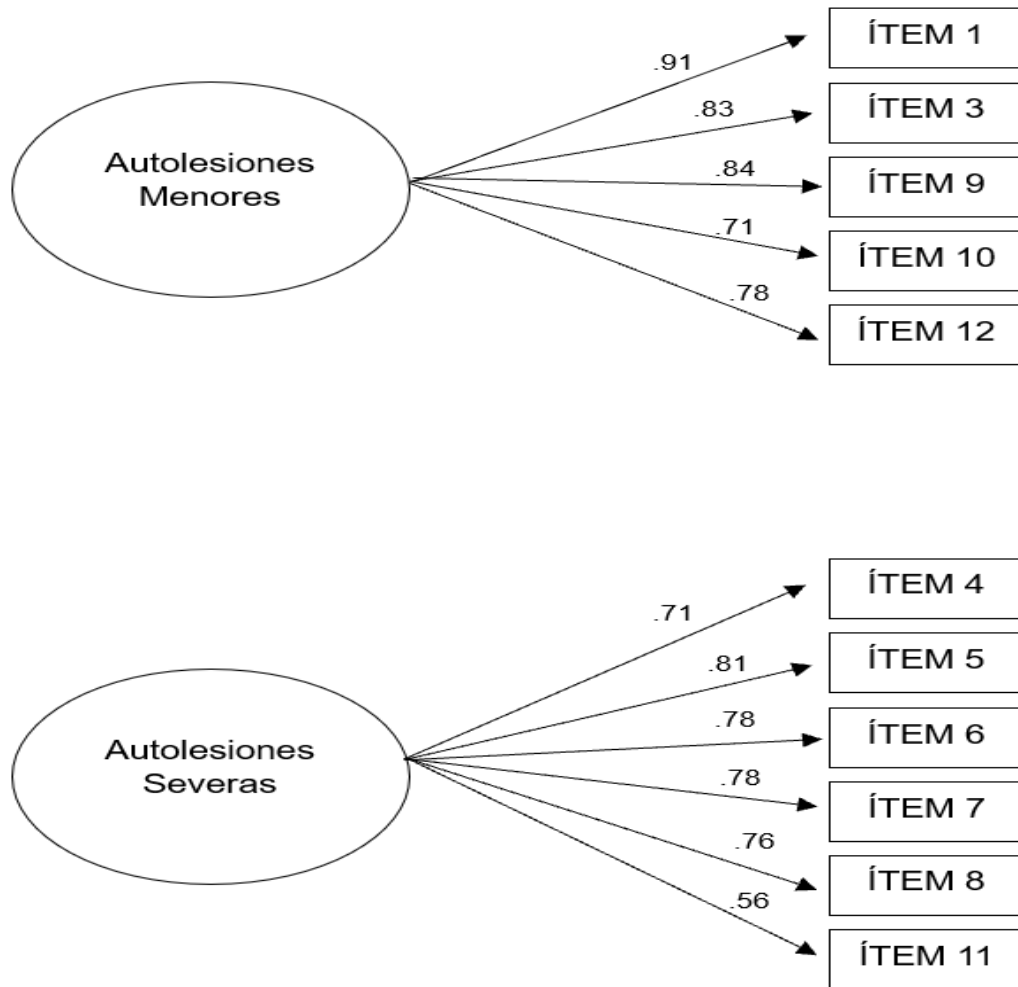 ÍTEM 1
.91
ÍTEM 3
.83
Autolesiones
Menores
.84
ÍTEM 9
.71
ÍTEM 10
.78
ÍTEM 12
ÍTEM 4
.71
ÍTEM 5
.81
ÍTEM 6
.78
Autolesiones
Severas
.78
ÍTEM 7
.76
ÍTEM 8
.56
ÍTEM 11